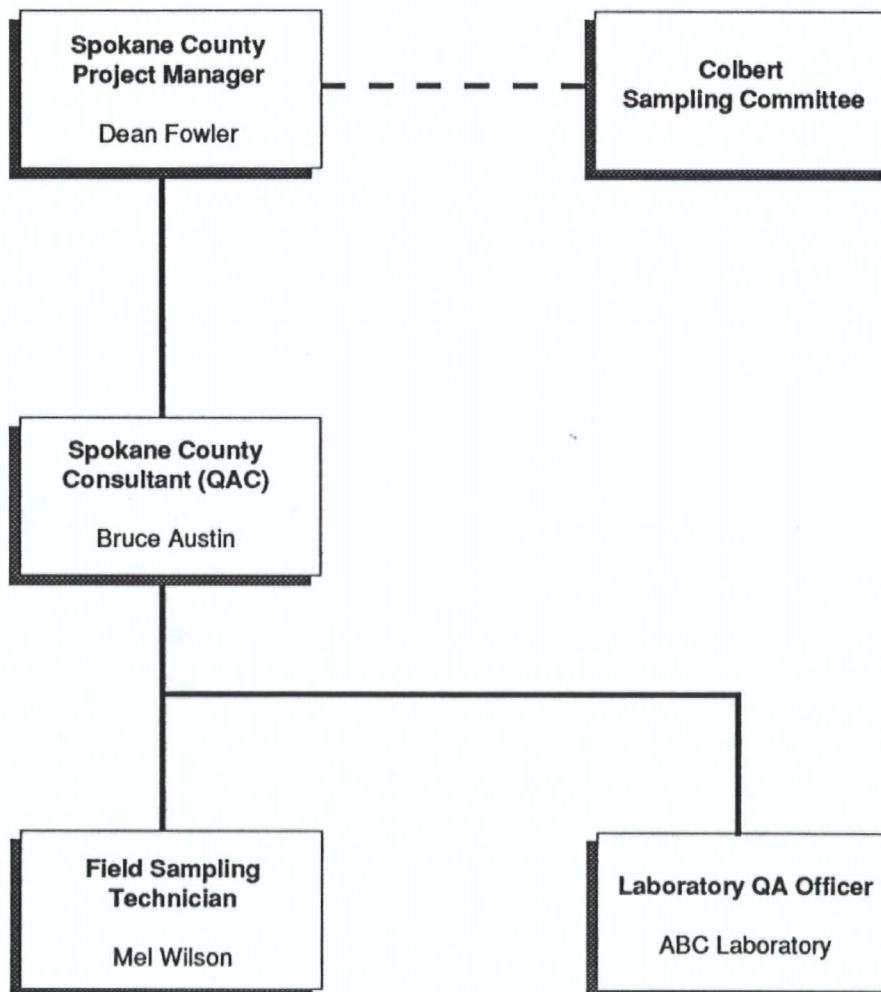 Spokane County
Project Manager
Dean Fowler
Colbert
Sampling Committee
Spokane County
Consultant (QAC)
Bruce Austin
Field Sampling
Technician
Mel Wilson
Laboratory QA Officer
ABC Laboratory